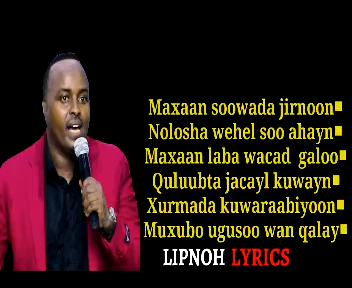 Maxaan soowada jirnoon
Nolosha wehel soo ahayn
Maxaan laba wacad galoo
Quluubta jacayl kuwayn
Xurmada kuwaraabiyoon
Muxubo ugusoo wan qalay
LIPNOH LYRICS